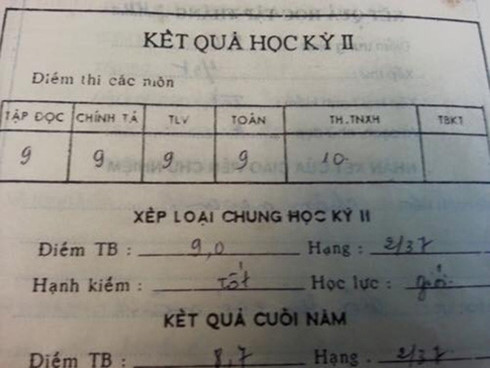 KẾT QUẢ HỌC KỲ II
Điểm thi các môn
TẬP ĐỌC CHÍNH TẢ TLV TOÁN TH.TNXH TBKT
9 9 9 9 10
XẾP LOẠI CHUNG HỌC KỲ II
Điểm TB : 9,0 Hạng : 2/37
Hạnh kiểm : Tốt Học lực : giỏi
KẾT QUẢ CUỐI NĂM
Điểm TB : 8,7 Hạng . 2/37